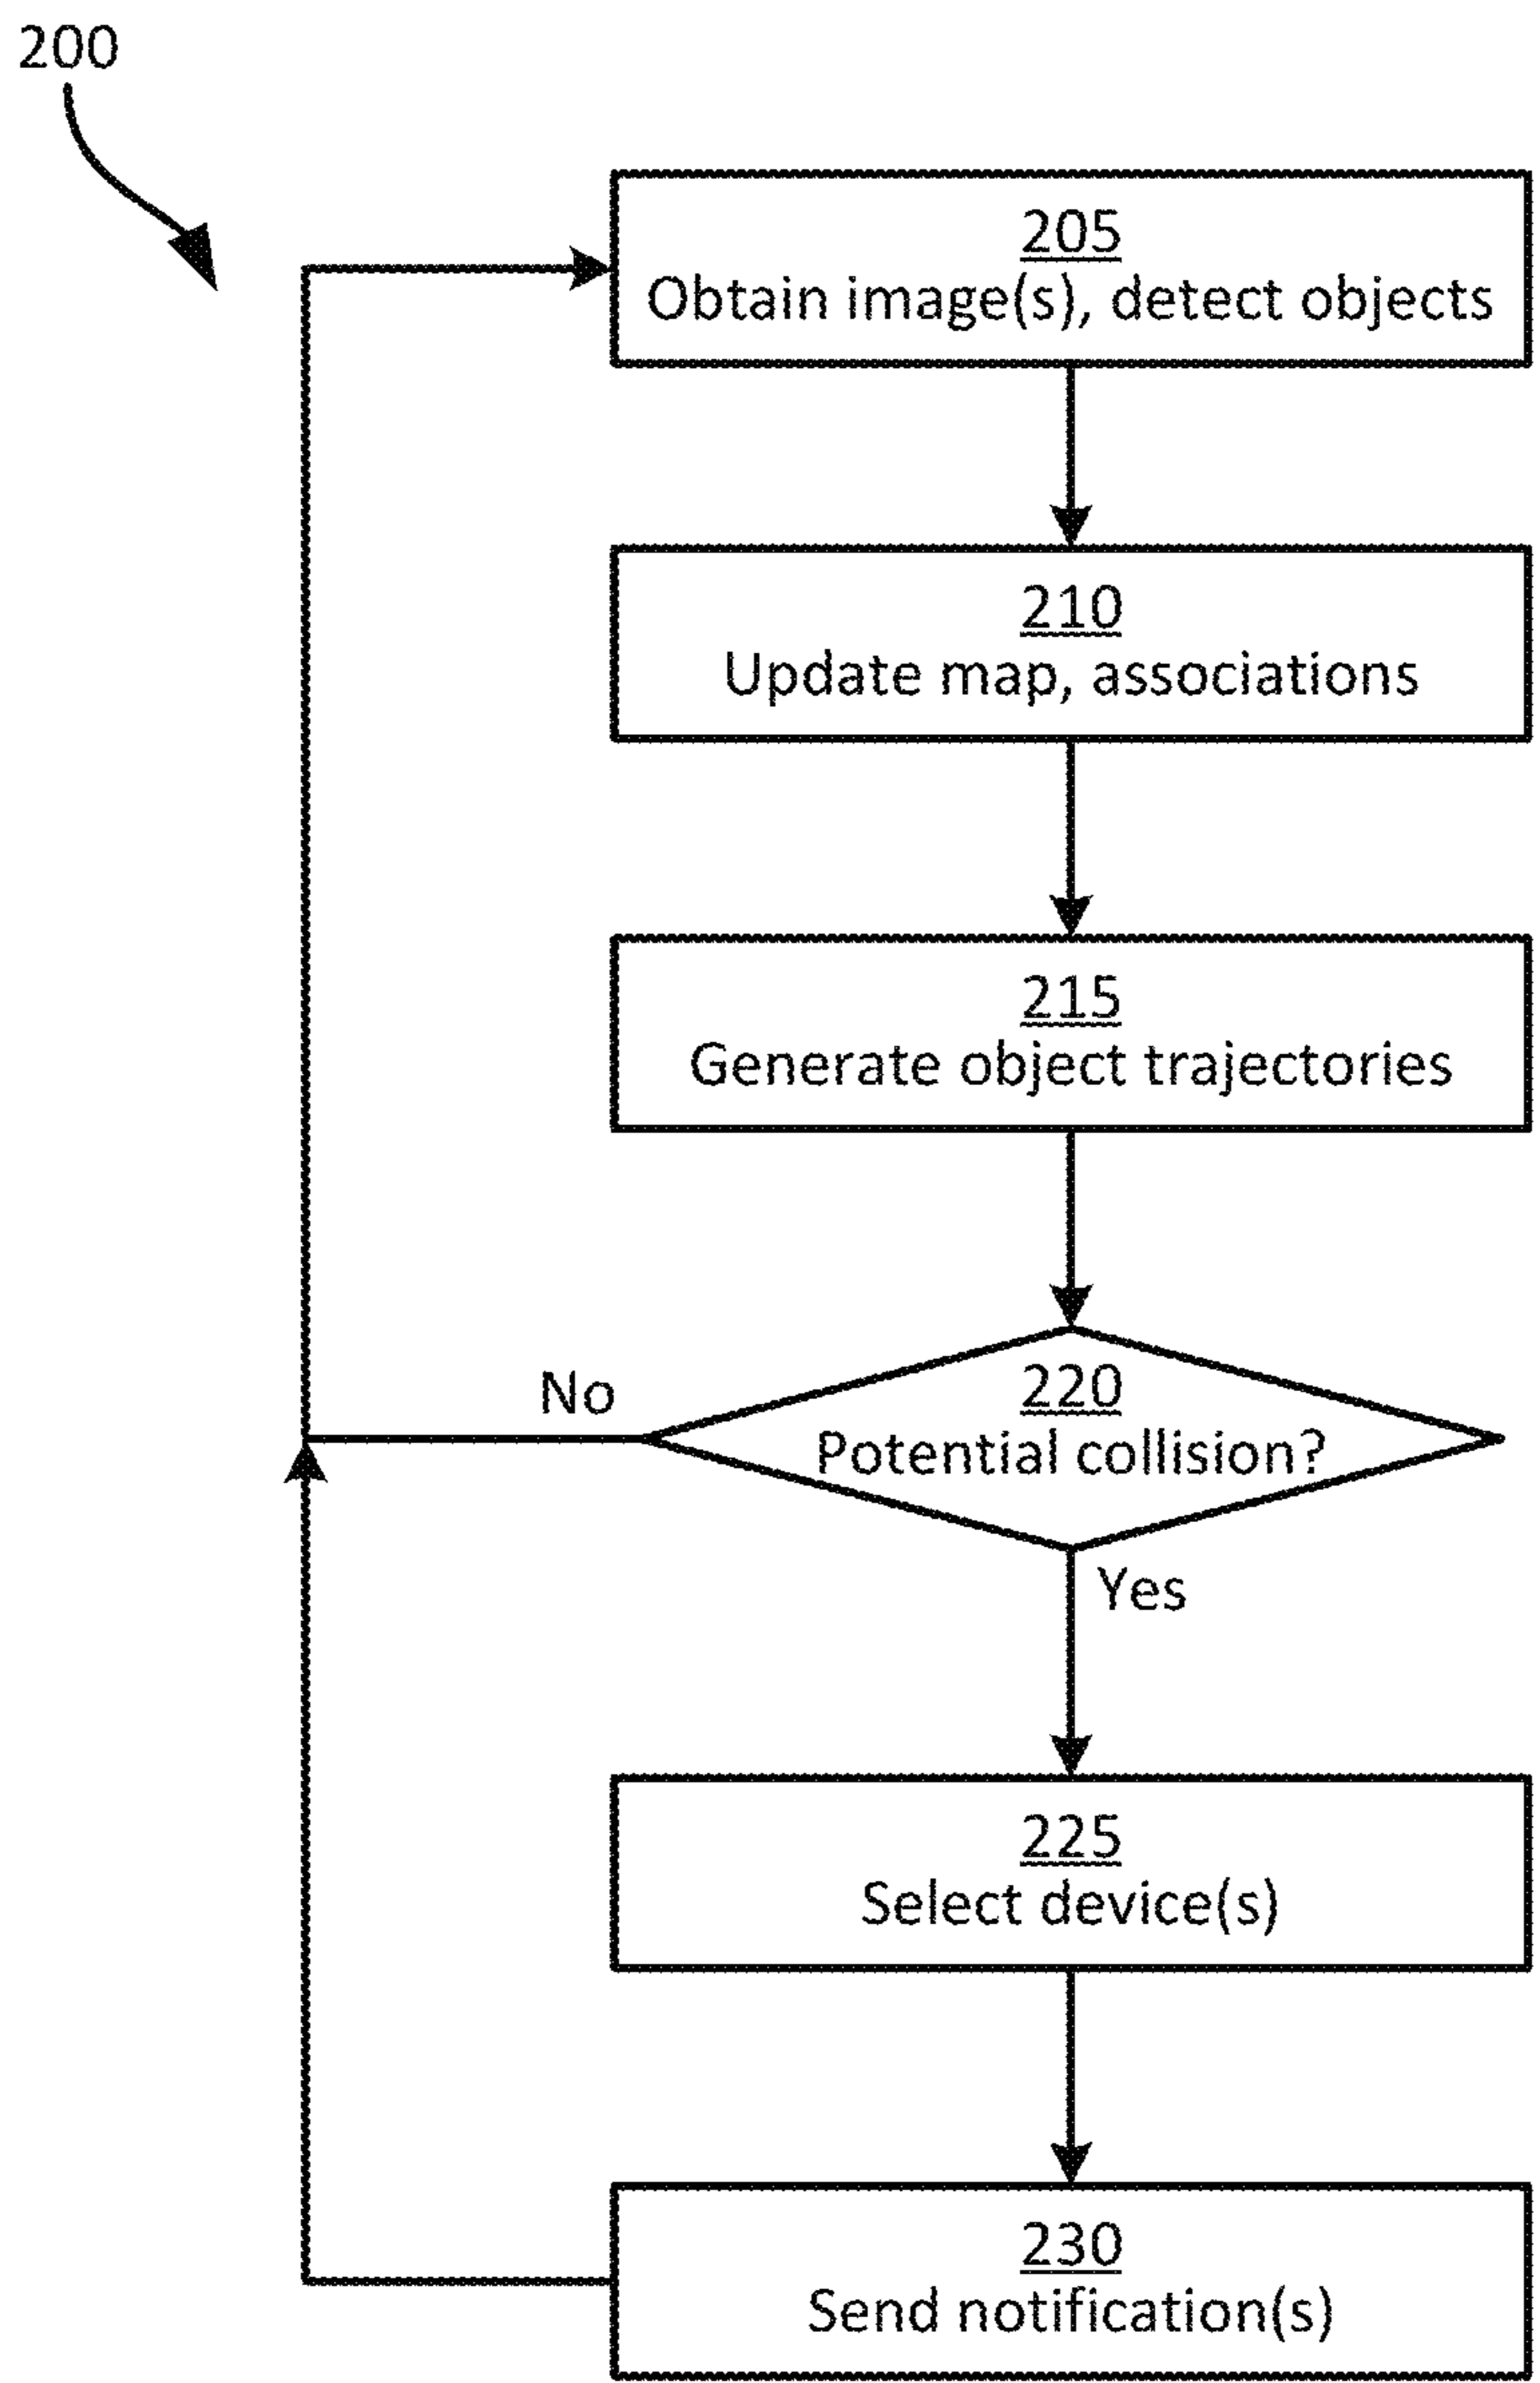 200
205
Obtain image(s), detect objects
210
Update map, associations
215
Generate object trajectories
220
Potential collision?
No
Yes
225
Select device(s)
230
Send notification(s)